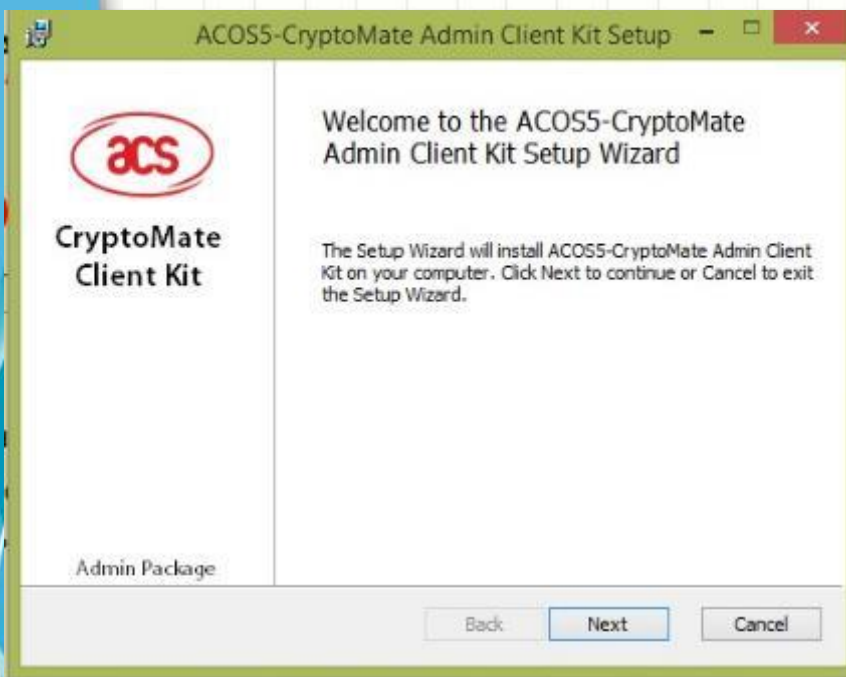 ACOS5-CryptoMate Admin Client Kit Setup
acs
CryptoMate
Client Kit
Admin Package
Welcome to the ACOS5-CryptoMate
Admin Client Kit Setup Wizard
The Setup Wizard will install ACOS5-CryptoMate Admin Client
Kit on your computer. Click Next to continue or Cancel to exit
the Setup Wizard.
Back
Next
Cancel